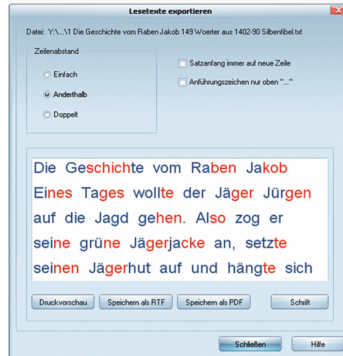 Lesetexte exportieren
Datei: Y:\...\1 Die Geschichte vom Raben Jakob 149 Woerter aus 1402-90 Silbenfibel.txt
Zeilenabstand
Einfach
Anderthalb
Doppelt
Satzanfang immer auf neue Zeile
Anführungszeichen nur oben "..."
Die Geschichte vom Raben Jakob
Eines Tages wollte der Jäger Jürgen
auf die Jagd gehen. Also zog er
seine grüne Jägerjacke an, setzte
seinen Jägerhut auf und hängte sich
Druckvorschau Speichern als RTF Speichern als PDF Schrift
Schließen Hilfe